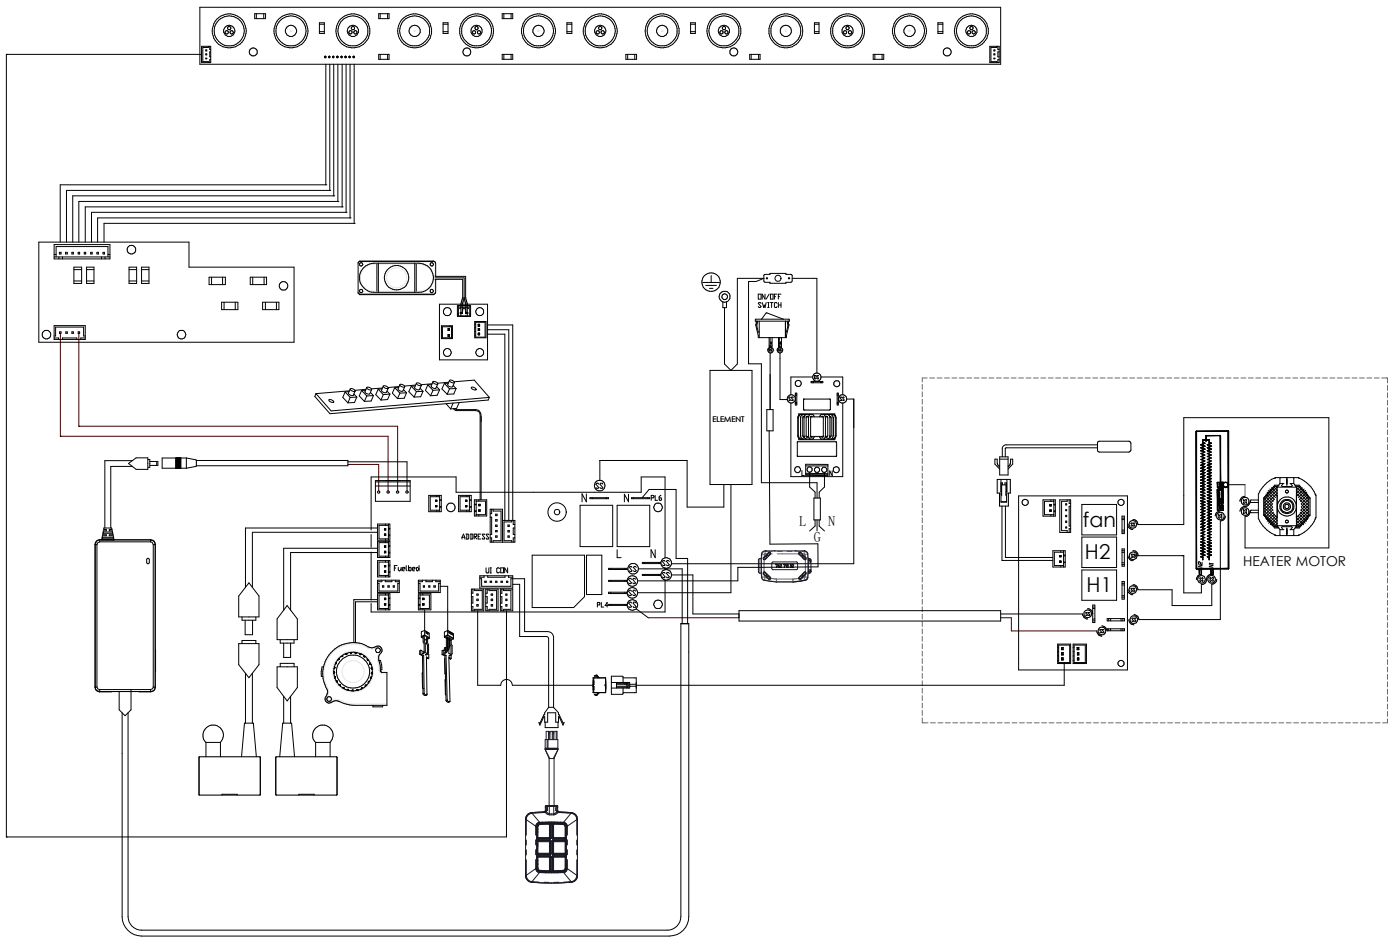 ON/OFF
SWITCH
ELEMENT
N
N
PL6
L
N
G
ADDRESS
L
N
fan
H2
H1
HEATER MOTOR
Fuelbed
UI CON
PL4